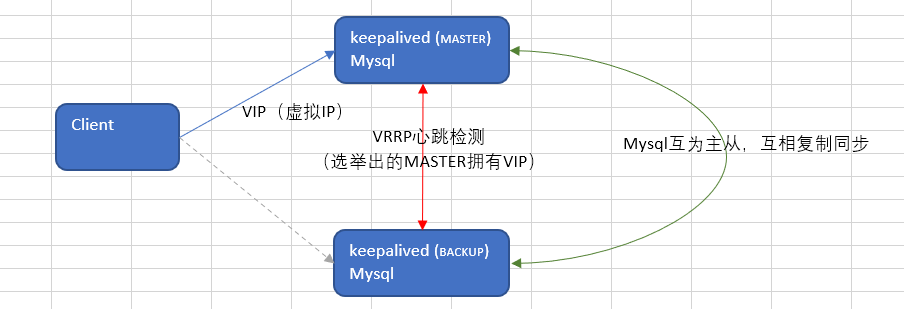 keepalived (MASTER)
Mysql
Client
VIP（虚拟IP）
VRRP心跳检测
（选举出的MASTER拥有VIP）
Mysql互为主从，互相复制同步
keepalived (BACKUP)
Mysql